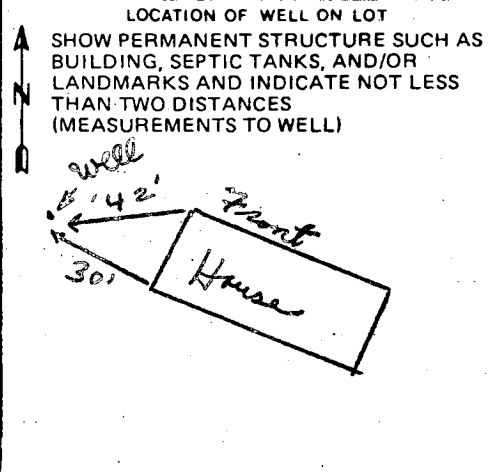 LOCATION OF WELL ON LOT
SHOW PERMANENT STRUCTURE SUCH AS
BUILDING, SEPTIC TANKS, AND/OR
LANDMARKS AND INDICATE NOT LESS
THAN TWO DISTANCES
(MEASUREMENTS TO WELL)
N
well
42'
Front
30'
House